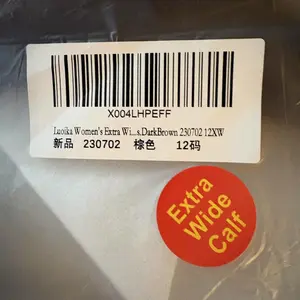 X004LHPEFF
Luoika Women's Extra Wi...s,DarkBrown 230702 12XW
新品 230702 棕色 12码
Extra
Wide
Calf